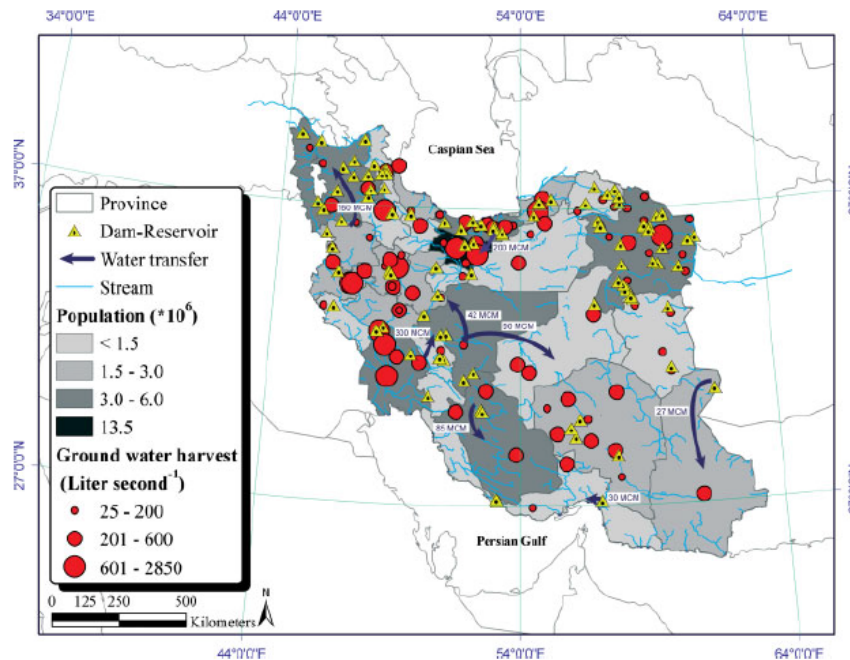 34°0'0"E
44°0'0"E
54°0'0"E
64°0'0"E
37°0'0"N
Caspian Sea
Province
Dam-Reservoir
Water transfer
Stream
Population (*10⁶)
< 1.5
1.5 - 3.0
3.0 - 6.0
13.5
Ground water harvest
(Liter second⁻¹)
25 - 200
201 - 600
601 - 2850
0 125 250 500
Kilometers
N
160 MCM
200 MCM
42 MCM
90 MCM
300 MCM
85 MCM
27 MCM
30 MCM
27°0'0"N
Persian Gulf
44°0'0"E
54°0'0"E
64°0'0"E